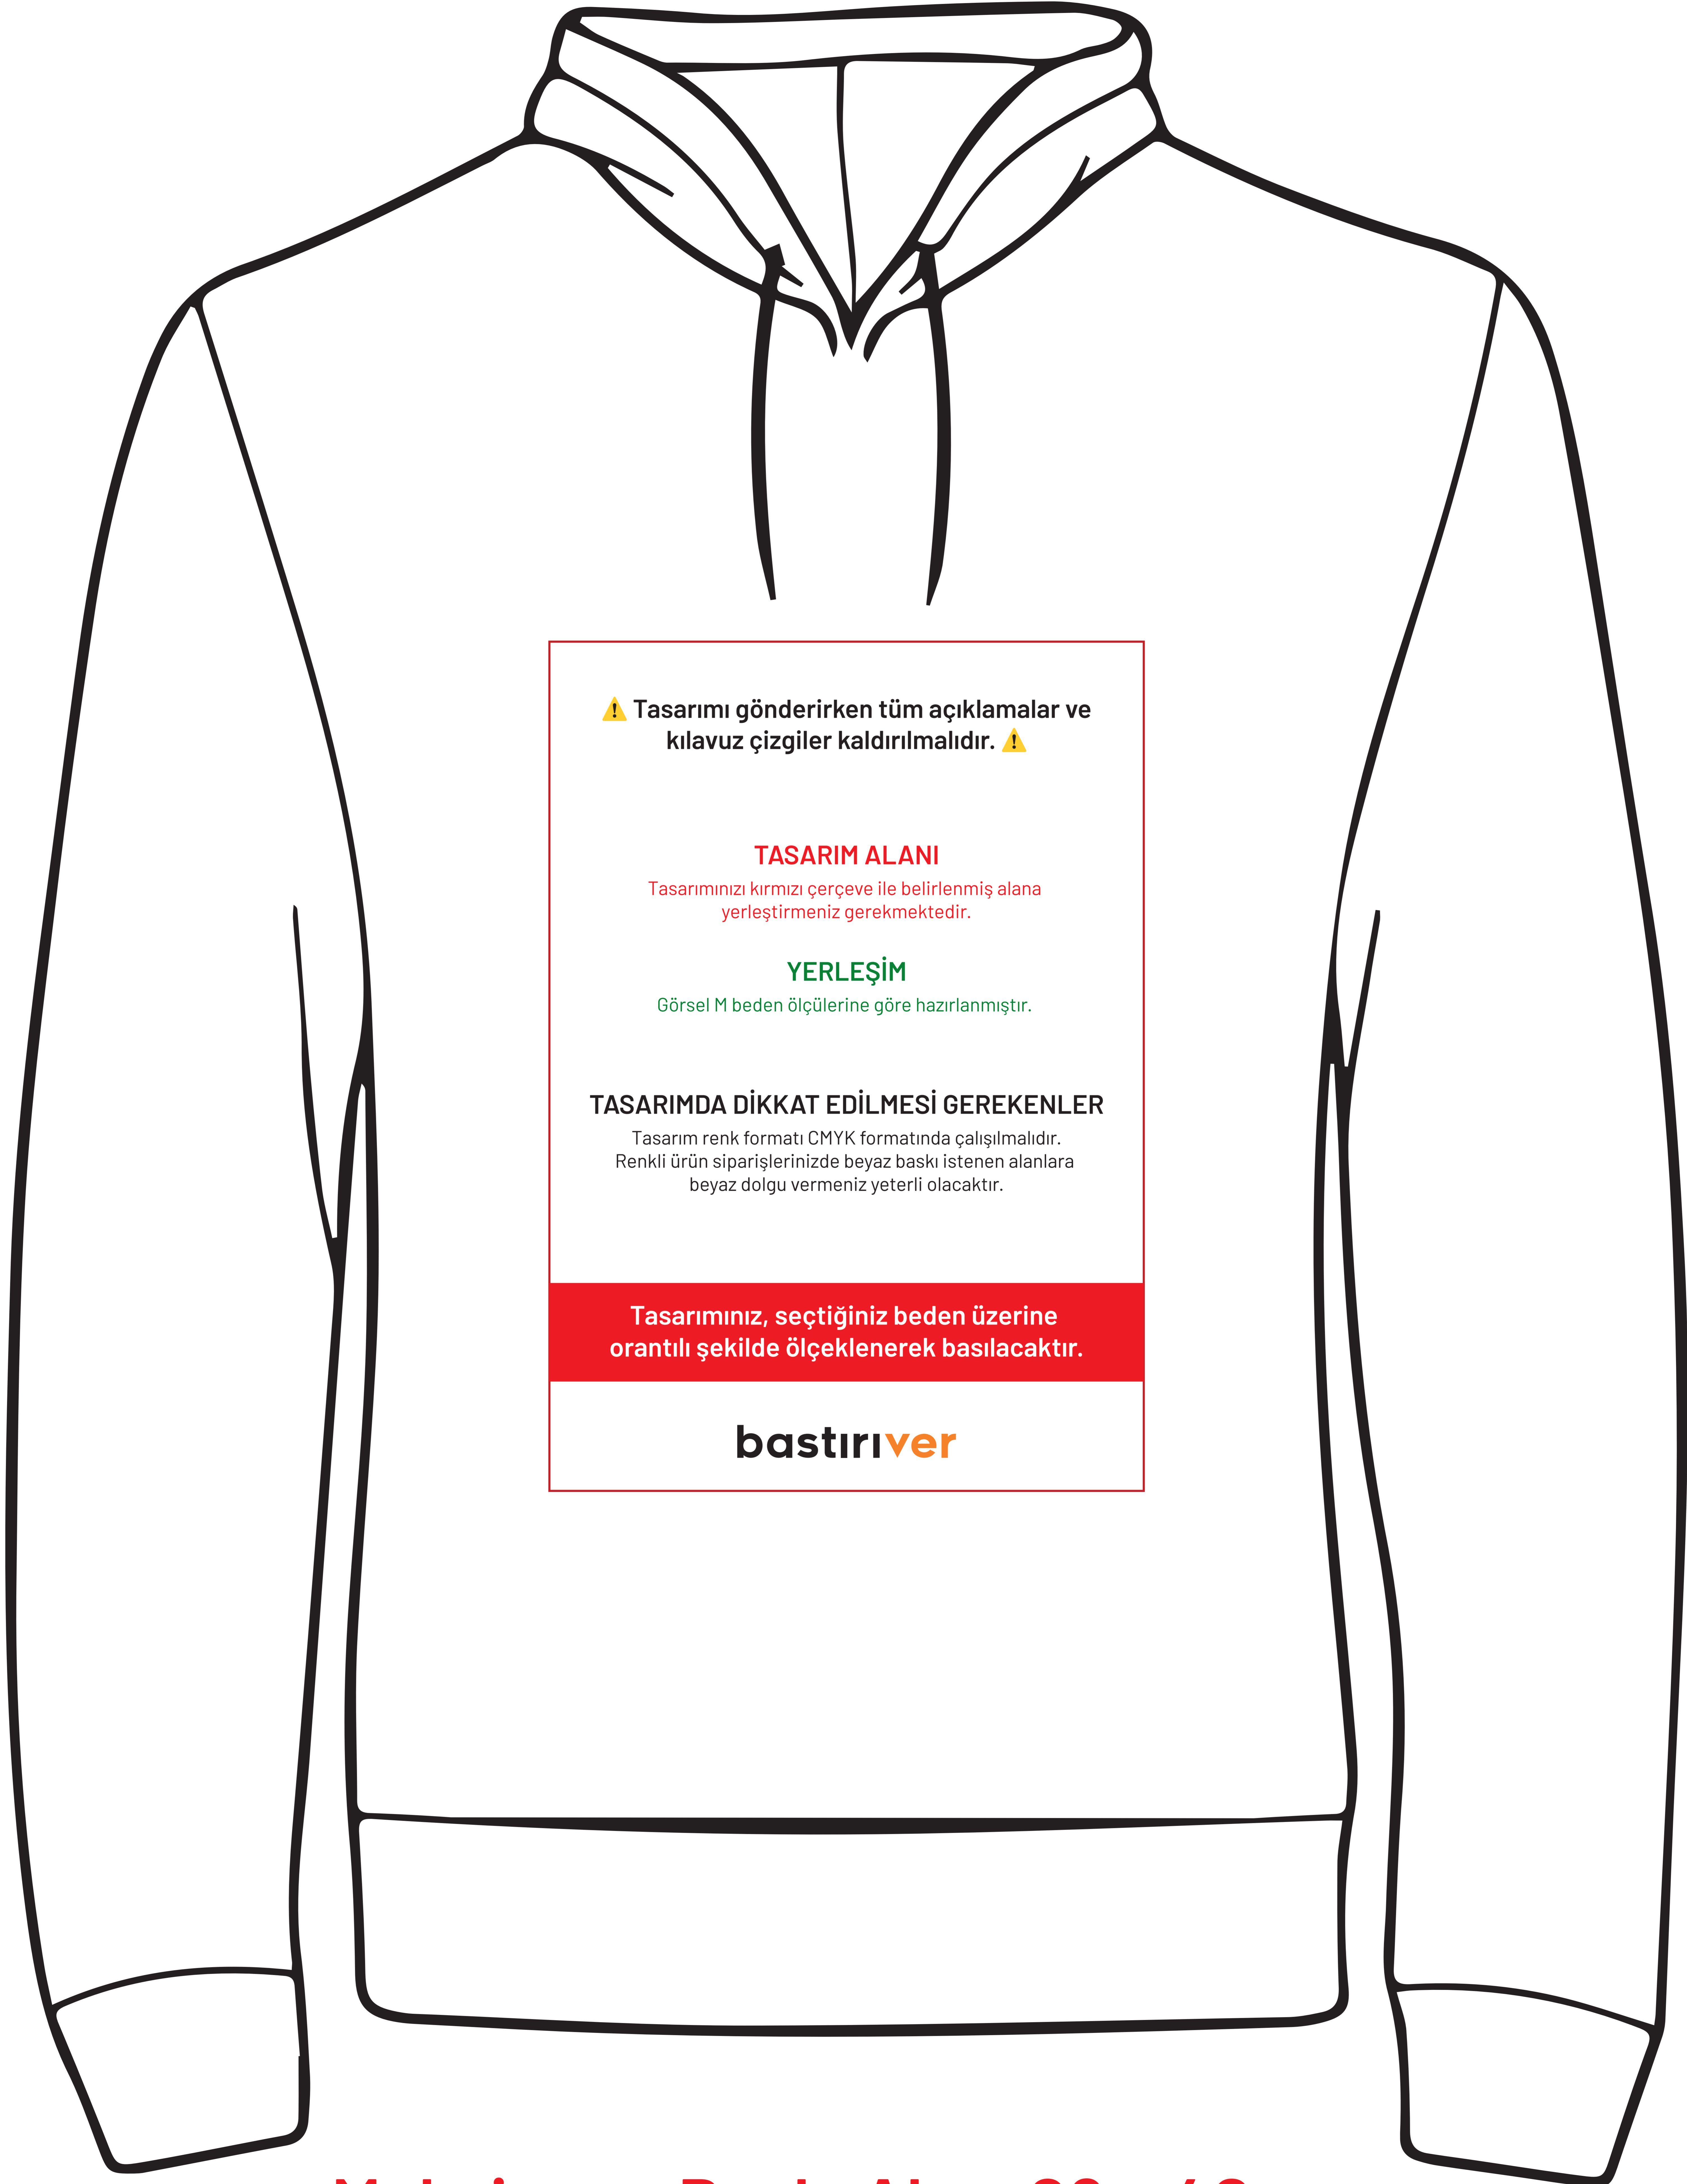 ⚠️ Tasarımı gönderirken tüm açıklamalar ve
kılavuz çizgiler kaldırılmalıdır. ⚠️
TASARIM ALANI
Tasarımınızı kırmızı çerçeve ile belirlenmiş alana
yerleştirmeniz gerekmektedir.
YERLEŞİM
Görsel M beden ölçülerine göre hazırlanmıştır.
TASARIMDA DİKKAT EDİLMESİ GEREKENLER
Tasarım renk formatı CMYK formatında çalışılmalıdır.
Renkli ürün siparişlerinizde beyaz baskı istenen alanlara
beyaz dolgu vermeniz yeterli olacaktır.
Tasarımınız, seçtiğiniz beden üzerine
orantılı şekilde ölçeklenerek basılacaktır.
bastırıver